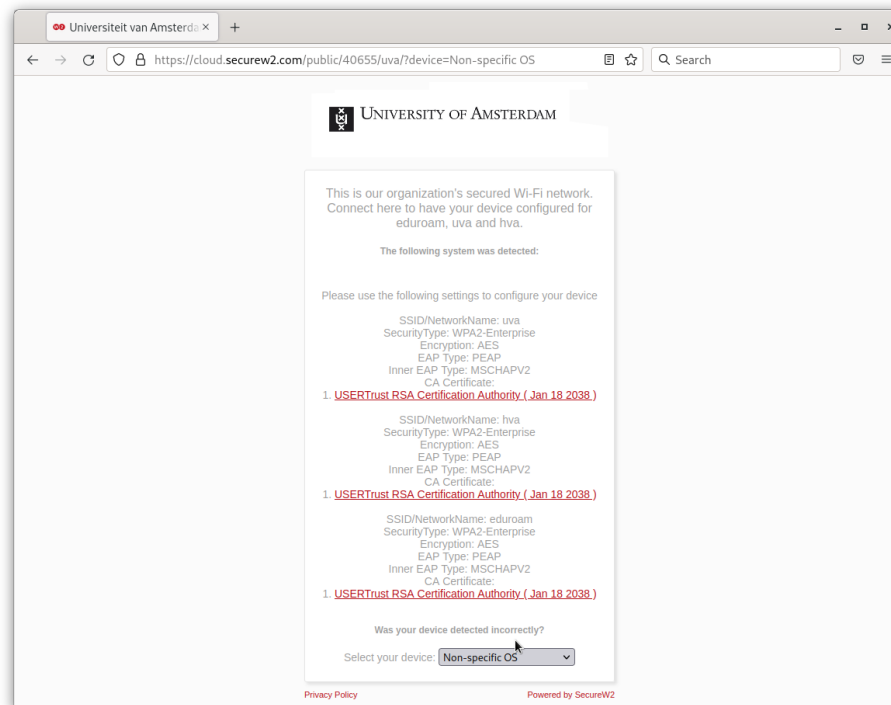 Universiteit van Amsterda
https://cloud.securew2.com/public/40655/uva/?device=Non-specific OS
Search
UNIVERSITY OF AMSTERDAM
This is our organization's secured Wi-Fi network.
Connect here to have your device configured for
eduroam, uva and hva.
The following system was detected:
Please use the following settings to configure your device
SSID/NetworkName: uva
SecurityType: WPA2-Enterprise
Encryption: AES
EAP Type: PEAP
Inner EAP Type: MSCHAPV2
CA Certificate:
1. USERTrust RSA Certification Authority ( Jan 18 2038 )
SSID/NetworkName: hva
SecurityType: WPA2-Enterprise
Encryption: AES
EAP Type: PEAP
Inner EAP Type: MSCHAPV2
CA Certificate:
1. USERTrust RSA Certification Authority ( Jan 18 2038 )
SSID/NetworkName: eduroam
SecurityType: WPA2-Enterprise
Encryption: AES
EAP Type: PEAP
Inner EAP Type: MSCHAPV2
CA Certificate:
1. USERTrust RSA Certification Authority ( Jan 18 2038 )
Was your device detected incorrectly?
Select your device: Non-specific OS
Privacy Policy
Powered by SecureW2